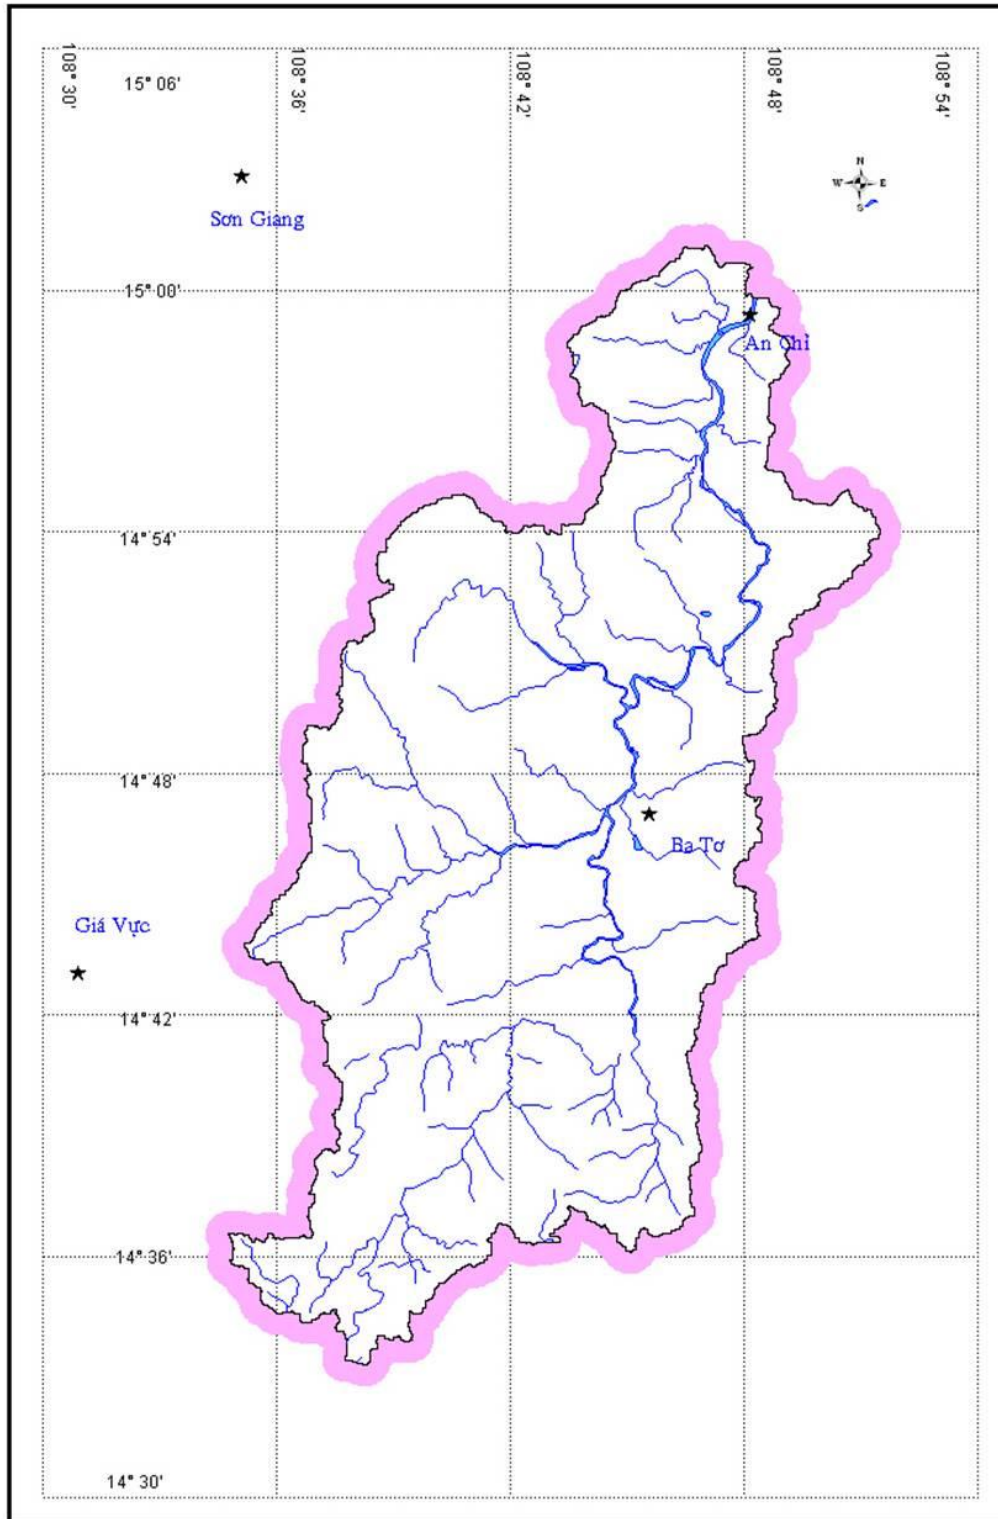 108° 30'
108° 36'
108° 42'
108° 48'
108° 54'
15° 06'
N
W E
S
Sơn Giang
15° 00'
An Chỉ
14° 54'
14° 48'
Ba Tơ
Giá Vực
14° 42'
14° 36'
14° 30'